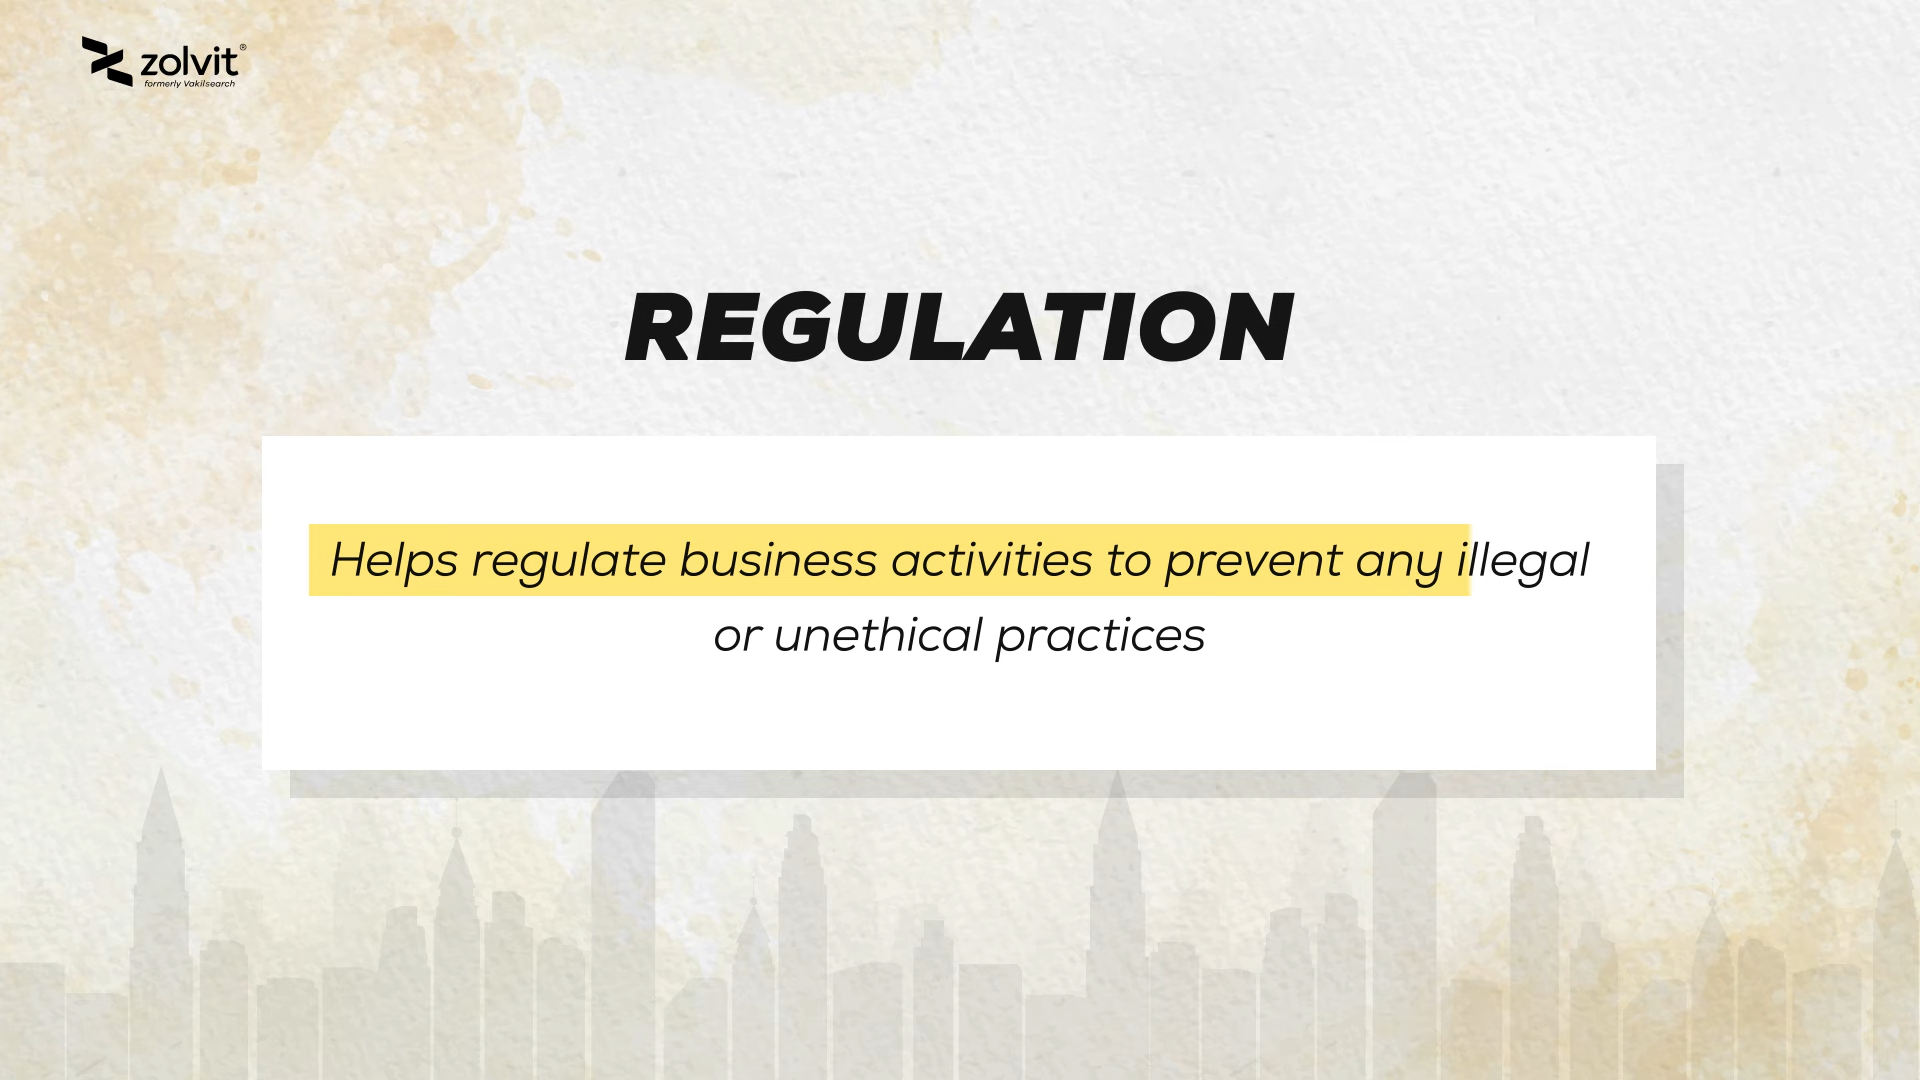 zolvit®
formerly Vakilsearch
REGULATION
Helps regulate business activities to prevent any illegal
or unethical practices